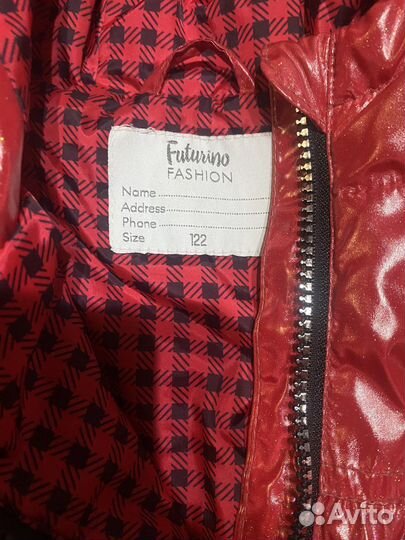 Futurino
FASHION
Name
Address
Phone
Size 122
Avito